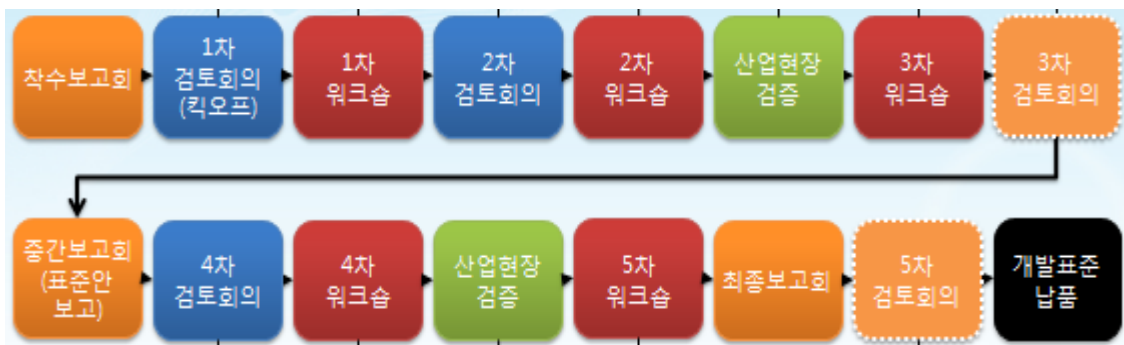 착수보고회
1차
검토회의
(킥오프)
1차
워크숍
2차
검토회의
2차
워크숍
산업현장
검증
3차
워크숍
3차
검토회의
중간보고회
(표준안
보고)
4차
검토회의
4차
워크숍
산업현장
검증
5차
워크숍
최종보고회
5차
검토회의
개발표준
납품